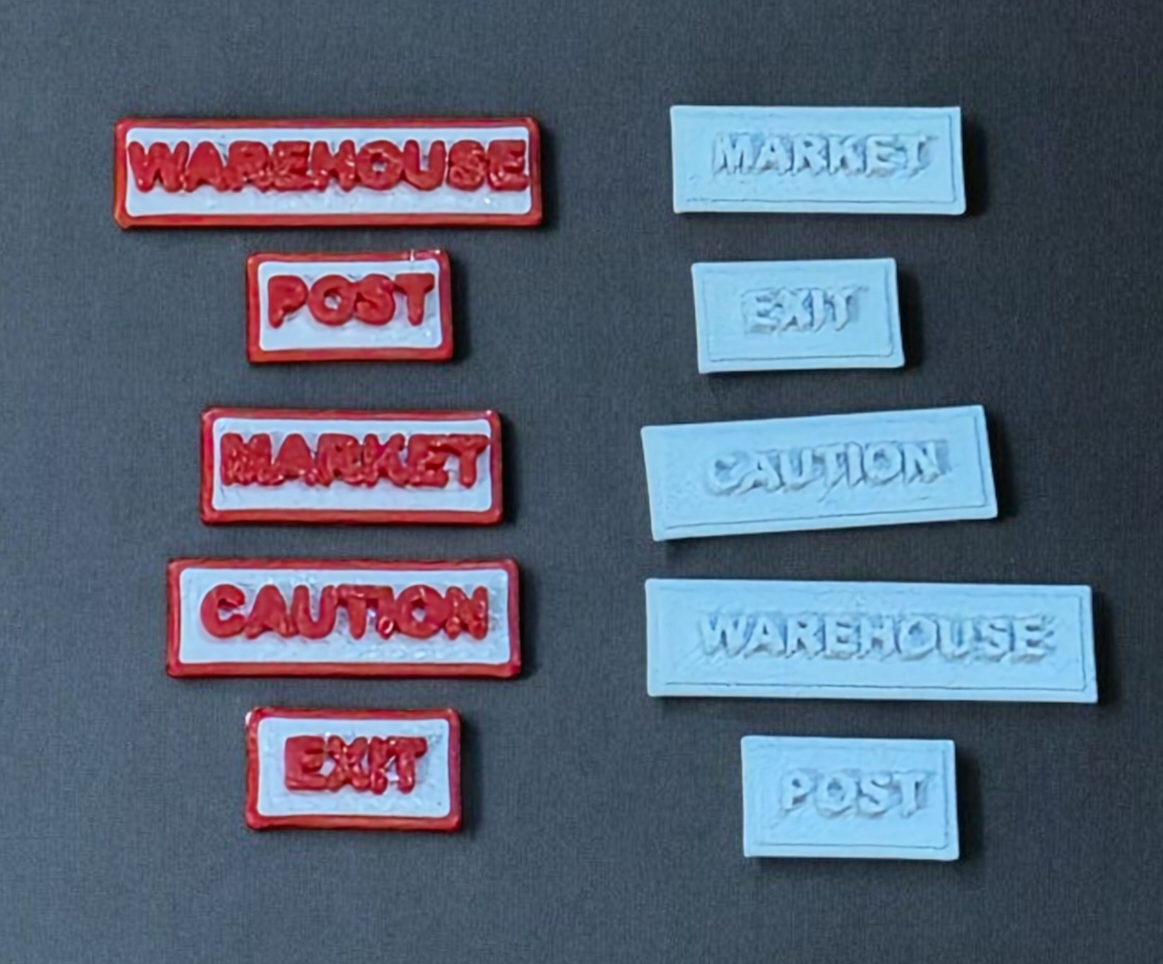 WAREHOUSE
POST
MARKET
CAUTION
EXIT
MARKET
EXIT
CAUTION
WAREHOUSE
POST